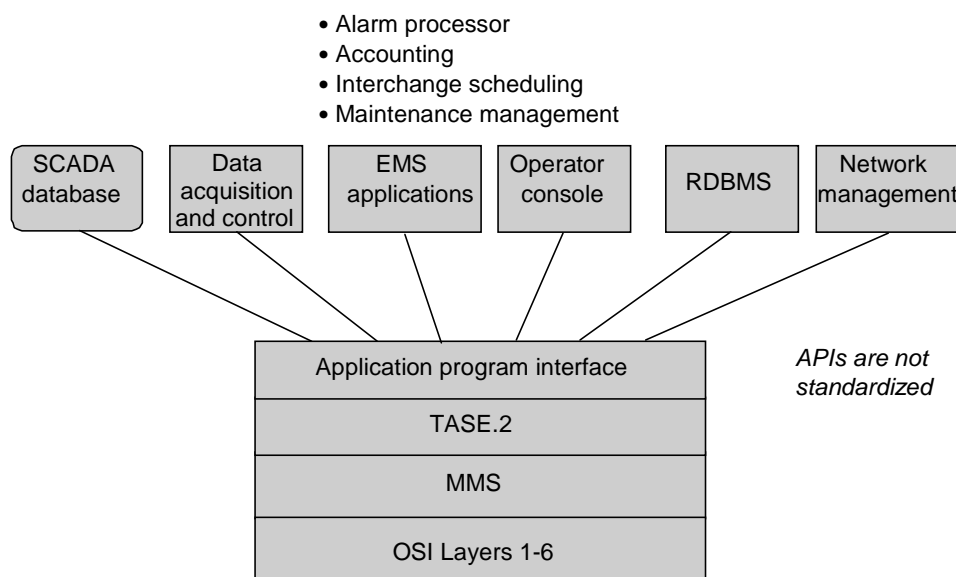 • Alarm processor
• Accounting
• Interchange scheduling
• Maintenance management
SCADA
database
Data
acquisition
and control
EMS
applications
Operator
console
RDBMS
Network
management
Application program interface
APIs are not
standardized
TASE.2
MMS
OSI Layers 1-6